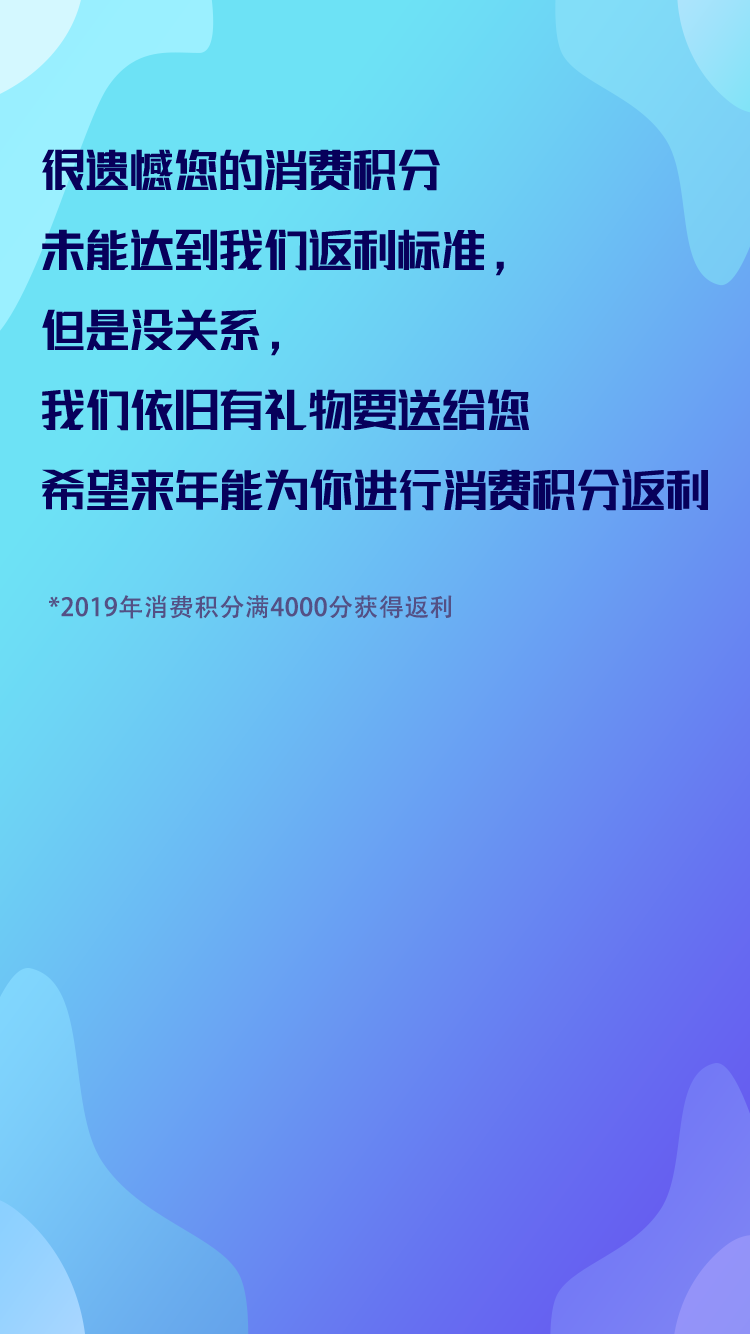 很遗憾您的消费积分
未能达到我们返利标准，
但是没关系，
我们依旧有礼物要送给您
希望来年能为你进行消费积分返利
*2019年消费积分满4000分获得返利